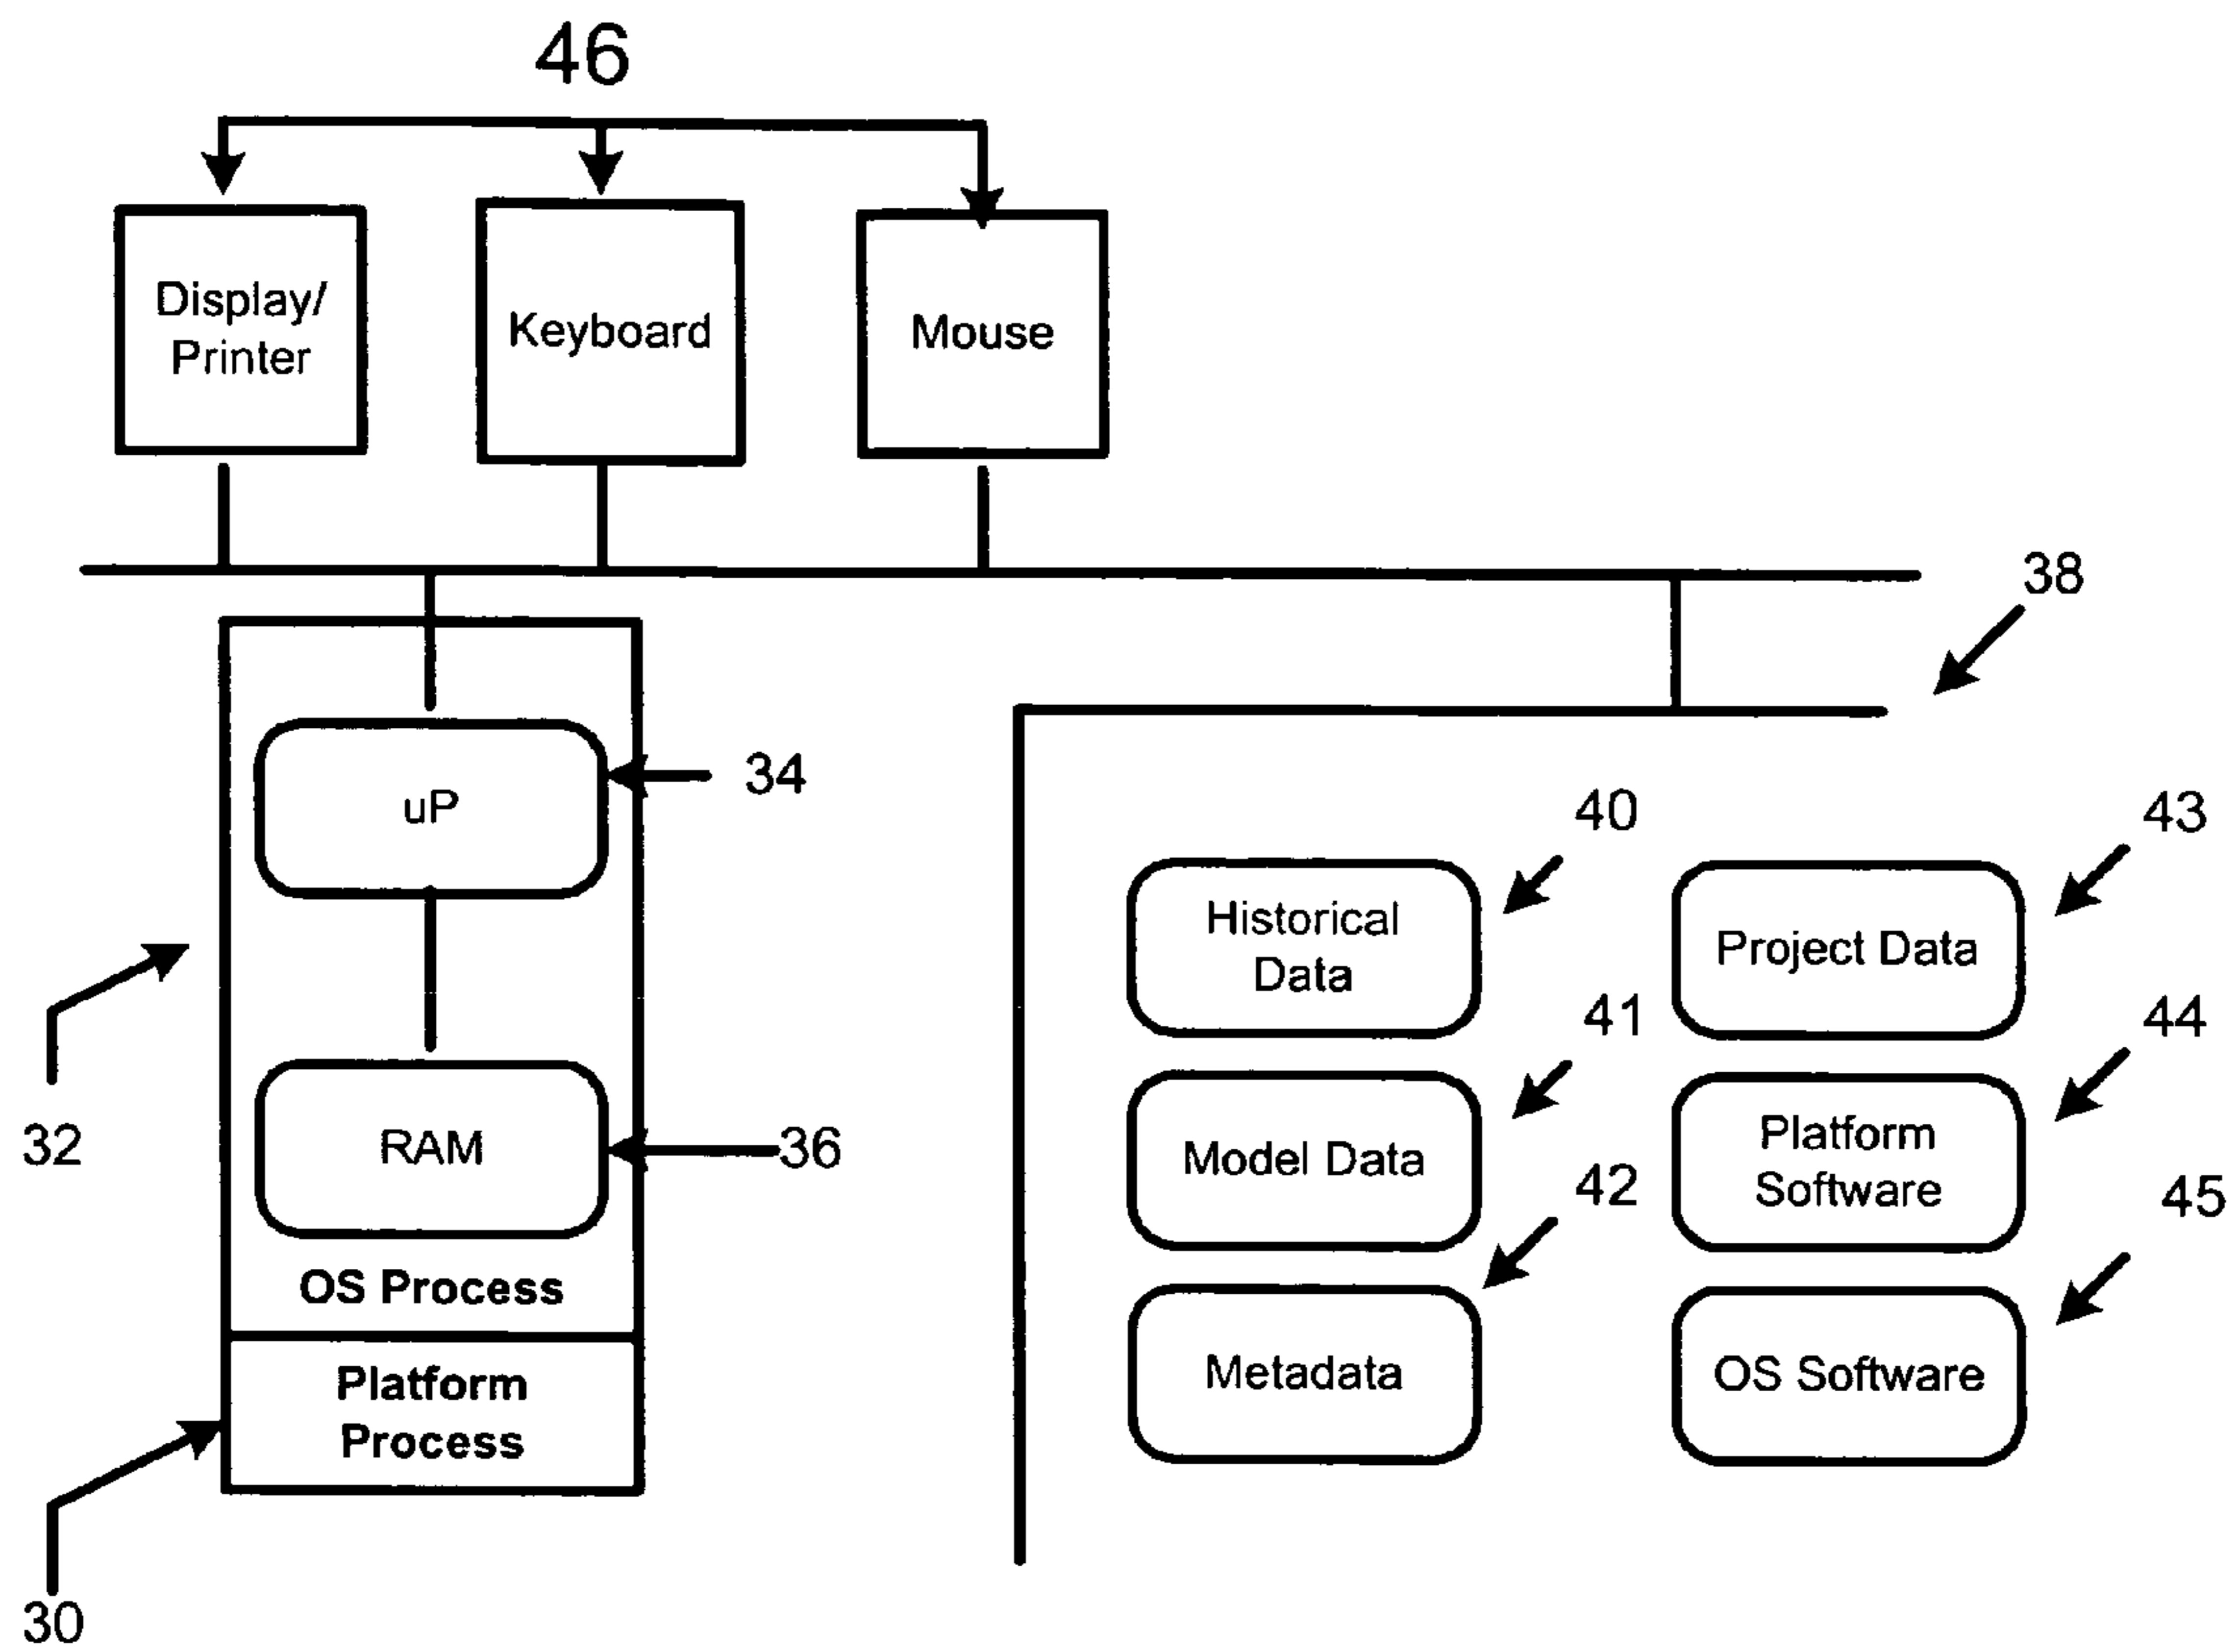 46
Display/
Printer
Keyboard
Mouse
38
uP
34
40
43
Historical
Data
Project Data
41
44
32
RAM
36
Model Data
Platform
Software
42
45
OS Process
Platform
Process
Metadata
OS Software
30